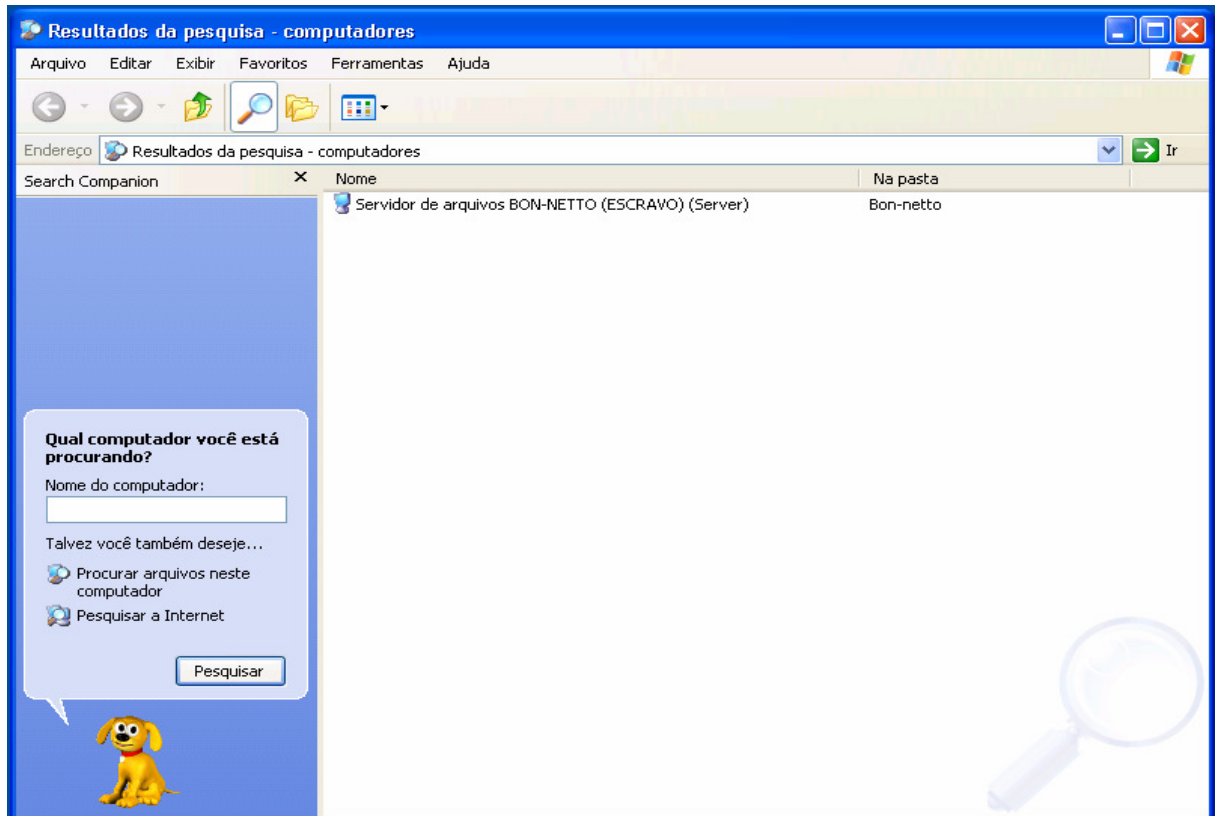 Resultados da pesquisa - computadores
Arquivo Editar Exibir Favoritos Ferramentas Ajuda
Endereço Resultados da pesquisa - computadores Ir
Search Companion
Nome Na pasta
Servidor de arquivos BON-NETTO (ESCRAVO) (Server) Bon-netto
Qual computador você está
procurando?
Nome do computador:
Talvez você também deseje...
Procurar arquivos neste
computador
Pesquisar a Internet
Pesquisar